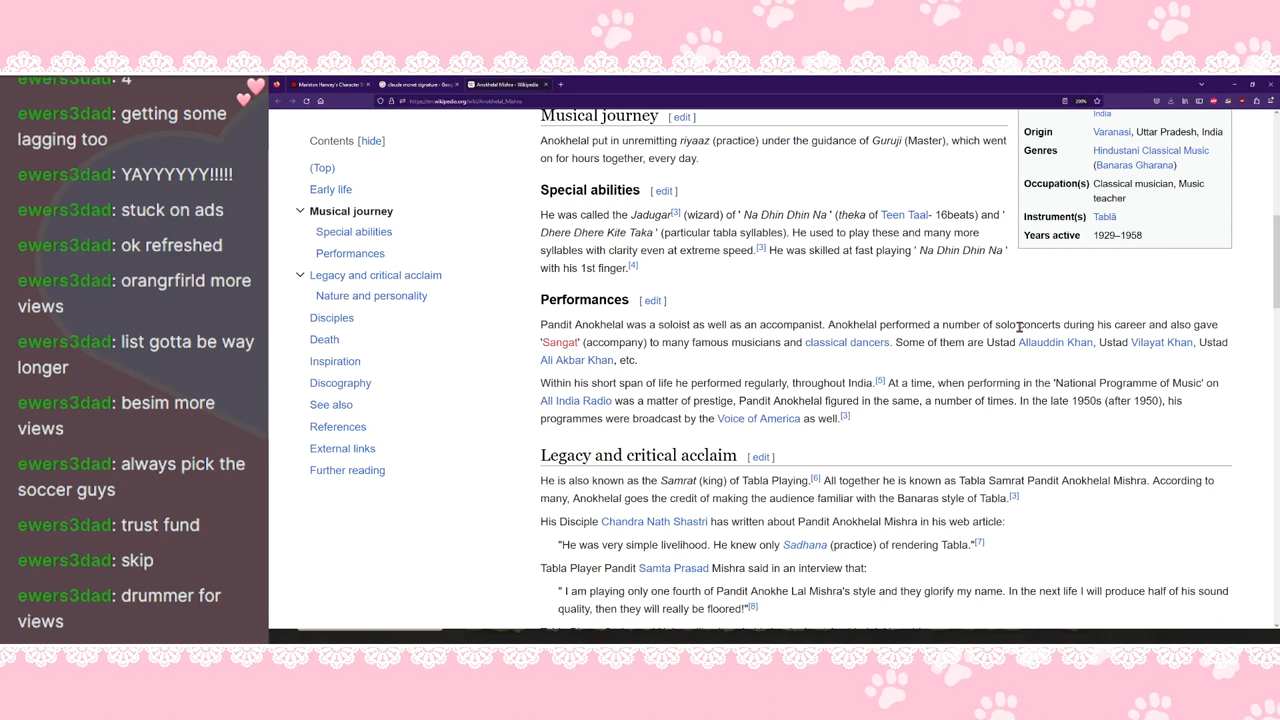 ewers3dad: 4
ewers3dad: getting some
lagging too
ewers3dad: YAYYYYYY!!!!!
ewers3dad: stuck on ads
ewers3dad: ok refreshed
ewers3dad: orangrfirld more
views
ewers3dad: list gotta be way
longer
ewers3dad: besim more
views
ewers3dad: always pick the
soccer guys
ewers3dad: trust fund
ewers3dad: skip
ewers3dad: drummer for
views
claude monet signature - Goog
Anokhelal Mishra - Wikipedia
https://en.wikipedia.org/wiki/Anokhelal_Mishra
200%
Contents [hide]
(Top)
Early life
Musical journey
Special abilities
Performances
Legacy and critical acclaim
Nature and personality
Disciples
Death
Inspiration
Discography
See also
References
External links
Further reading
Musical journey [ edit ]
Anokhelal put in unremitting riyaaz (practice) under the guidance of Guruji (Master), which went
on for hours together, every day.
Special abilities [ edit ]
He was called the Jadugar[3] (wizard) of ' Na Dhin Dhin Na ' (theka of Teen Taal- 16beats) and '
Dhere Dhere Kite Taka ' (particular tabla syllables). He used to play these and many more
syllables with clarity even at extreme speed.[3] He was skilled at fast playing ' Na Dhin Dhin Na '
with his 1st finger.[4]
Performances [ edit ]
Pandit Anokhelal was a soloist as well as an accompanist. Anokhelal performed a number of solo concerts during his career and also gave
'Sangat' (accompany) to many famous musicians and classical dancers. Some of them are Ustad Allauddin Khan, Ustad Vilayat Khan, Ustad
Ali Akbar Khan, etc.
Within his short span of life he performed regularly, throughout India.[5] At a time, when performing in the 'National Programme of Music' on
All India Radio was a matter of prestige, Pandit Anokhelal figured in the same, a number of times. In the late 1950s (after 1950), his
programmes were broadcast by the Voice of America as well.[3]
Legacy and critical acclaim [ edit ]
He is also known as the Samrat (king) of Tabla Playing.[6] All together he is known as Tabla Samrat Pandit Anokhelal Mishra. According to
many, Anokhelal goes the credit of making the audience familiar with the Banaras style of Tabla.[3]
His Disciple Chandra Nath Shastri has written about Pandit Anokhelal Mishra in his web article:
"He was very simple livelihood. He knew only Sadhana (practice) of rendering Tabla."[7]
Tabla Player Pandit Samta Prasad Mishra said in an interview that:
" I am playing only one fourth of Pandit Anokhe Lal Mishra's style and they glorify my name. In the next life I will produce half of his sound
quality, then they will really be floored!"[8]
India
Origin Varanasi, Uttar Pradesh, India
Genres Hindustani Classical Music
(Banaras Gharana)
Occupation(s) Classical musician, Music
teacher
Instrument(s) Tablā
Years active 1929–1958